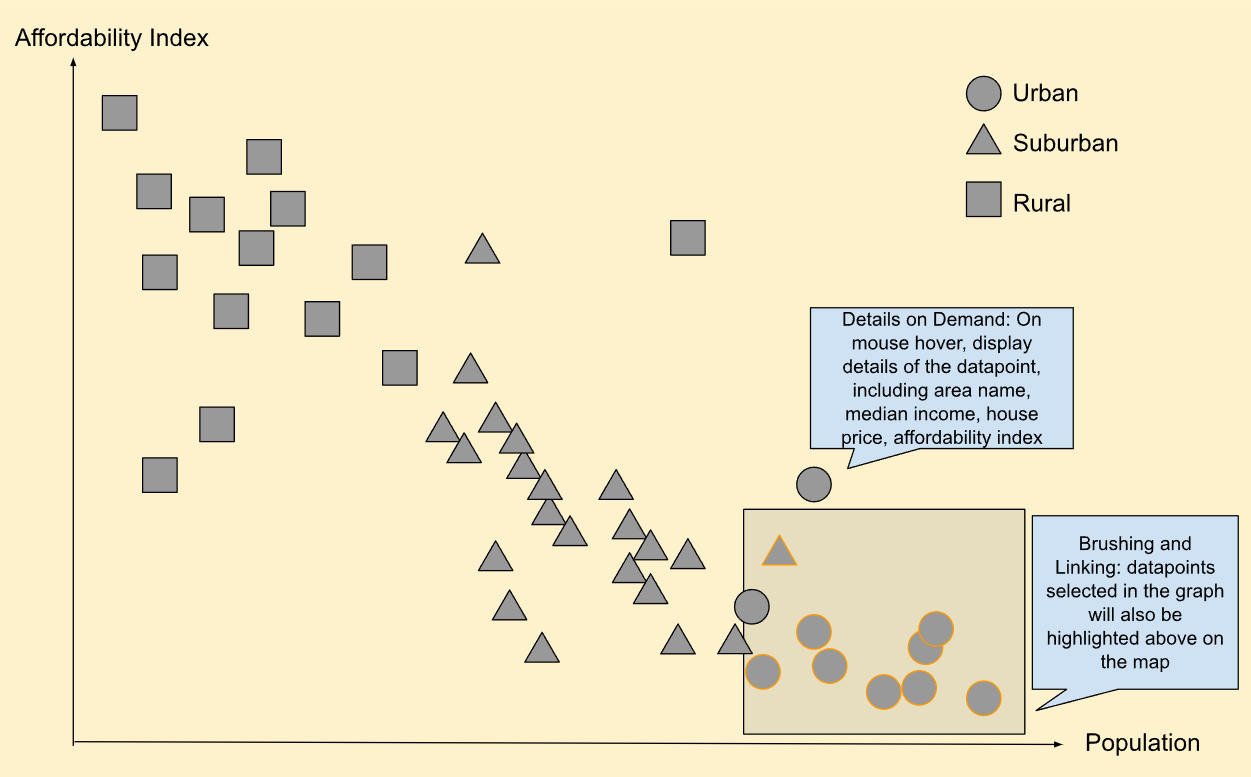 Affordability Index
Urban
Suburban
Rural
Details on Demand: On
mouse hover, display
details of the datapoint,
including area name,
median income, house
price, affordability index
Brushing and
Linking: datapoints
selected in the graph
will also be
highlighted above on
the map
Population